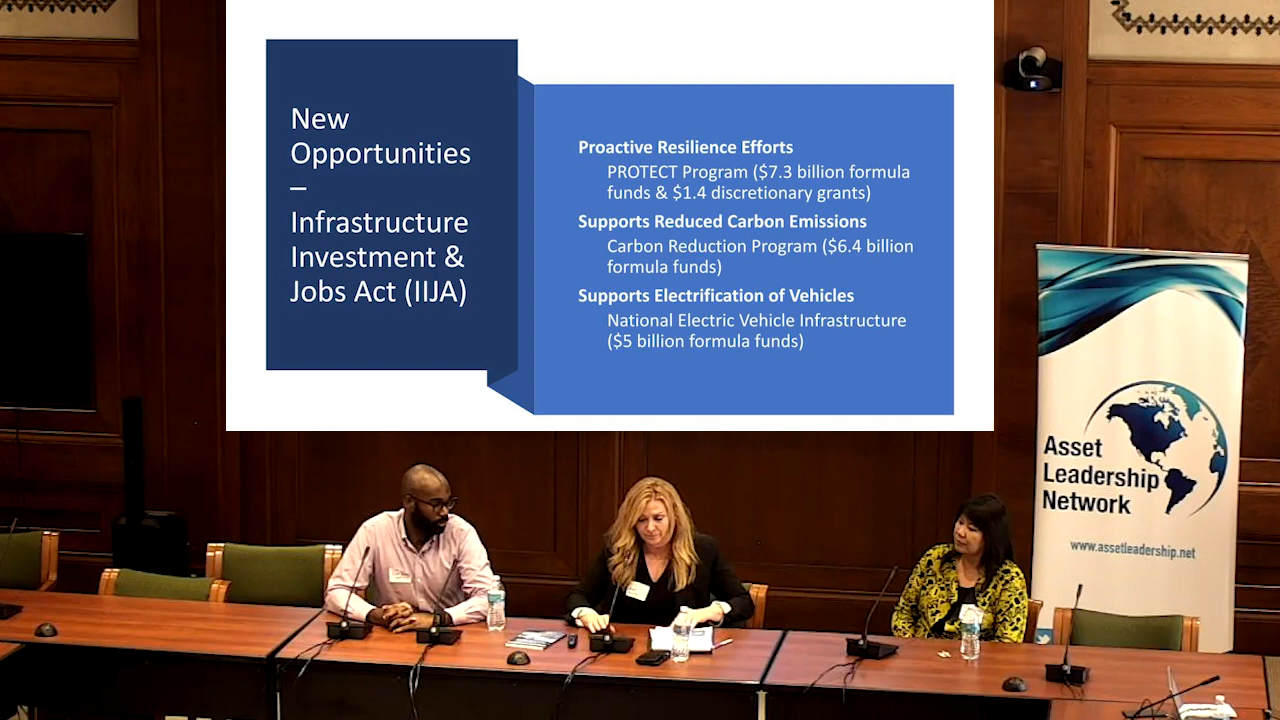 New
Opportunities
–
Infrastructure
Investment &
Jobs Act (IIJA)
Proactive Resilience Efforts
PROTECT Program ($7.3 billion formula
funds & $1.4 discretionary grants)
Supports Reduced Carbon Emissions
Carbon Reduction Program ($6.4 billion
formula funds)
Supports Electrification of Vehicles
National Electric Vehicle Infrastructure
($5 billion formula funds)
Asset
Leadership
Network
www.assetleadership.net